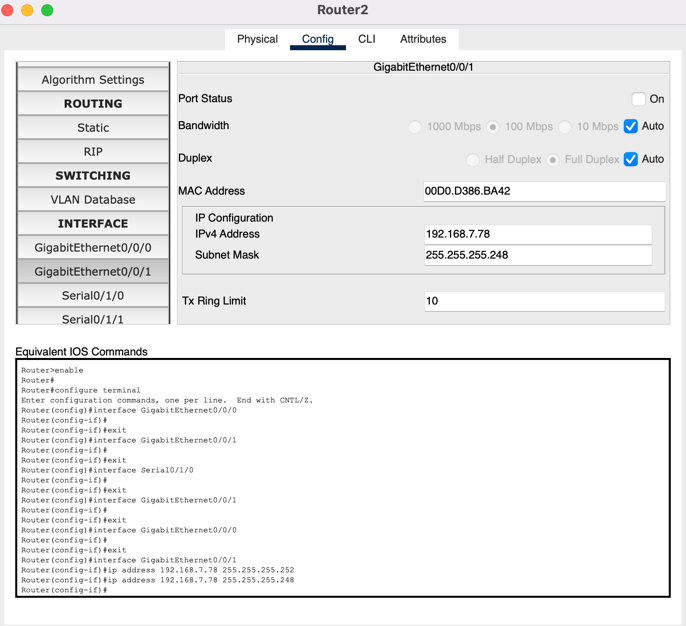 Router2
Physical Config CLI Attributes
Algorithm Settings
ROUTING
Static
RIP
SWITCHING
VLAN Database
INTERFACE
GigabitEthernet0/0/0
GigabitEthernet0/0/1
Serial0/1/0
Serial0/1/1
GigabitEthernet0/0/1
Port Status On
Bandwidth 1000 Mbps 100 Mbps 10 Mbps Auto
Duplex Half Duplex Full Duplex Auto
MAC Address 00D0.D386.BA42
IP Configuration
IPv4 Address 192.168.7.78
Subnet Mask 255.255.255.248
Tx Ring Limit 10
Equivalent IOS Commands
Router>enable
Router#
Router#configure terminal
Enter configuration commands, one per line. End with CNTL/Z.
Router(config)#interface GigabitEthernet0/0/0
Router(config-if)#
Router(config-if)#exit
Router(config)#interface GigabitEthernet0/0/1
Router(config-if)#
Router(config-if)#exit
Router(config)#interface Serial0/1/0
Router(config-if)#
Router(config-if)#exit
Router(config)#interface GigabitEthernet0/0/1
Router(config-if)#
Router(config-if)#exit
Router(config)#interface GigabitEthernet0/0/0
Router(config-if)#
Router(config-if)#exit
Router(config)#interface GigabitEthernet0/0/1
Router(config-if)#ip address 192.168.7.78 255.255.255.252
Router(config-if)#ip address 192.168.7.78 255.255.255.248
Router(config-if)#